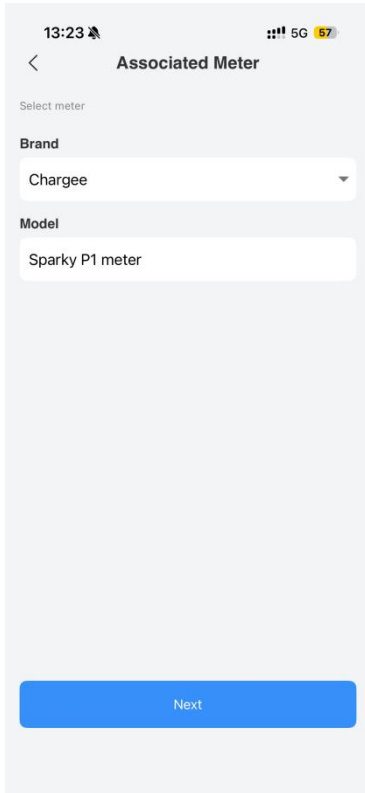 13:23 5G 57
Associated Meter
Select meter
Brand
Chargee
Model
Sparky P1 meter
Next